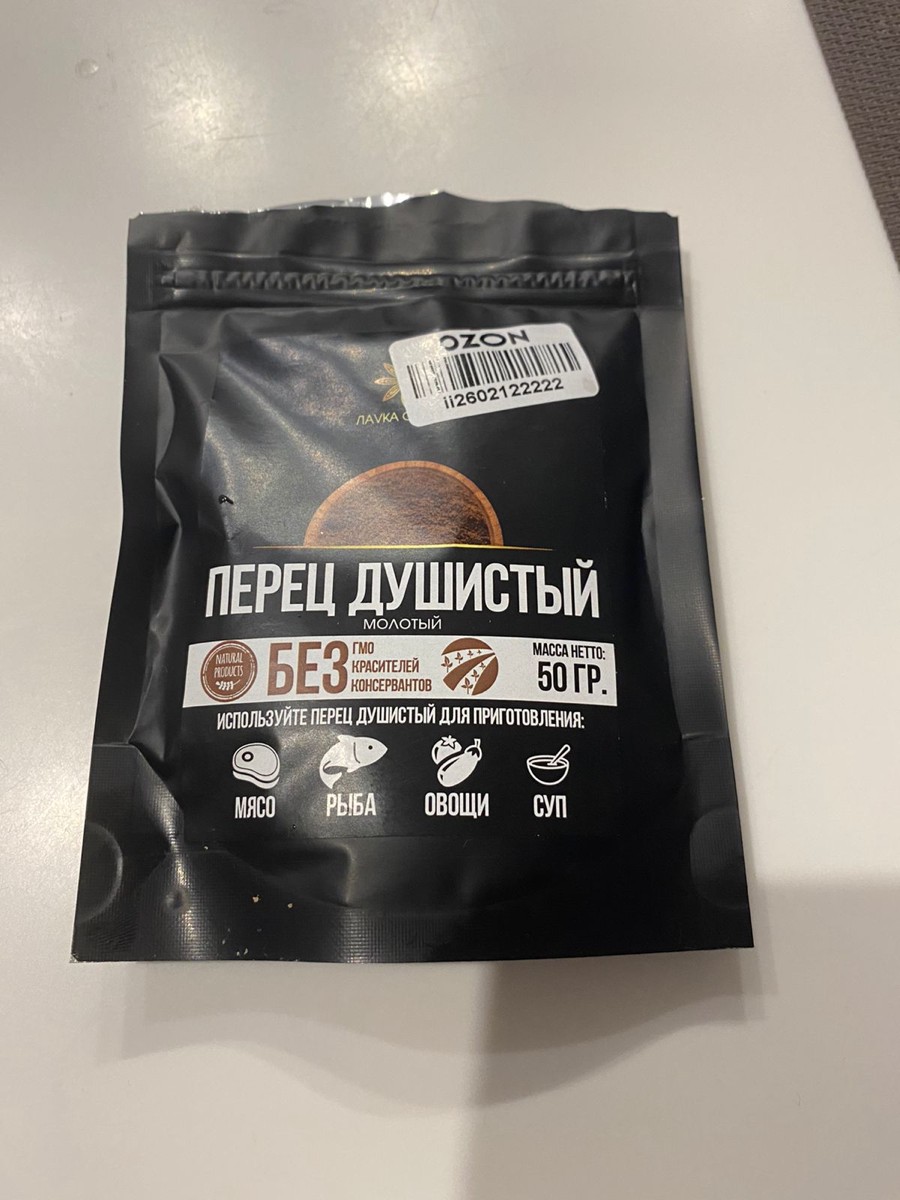 OZON
ii2602122222
ЛАVКА
ПЕРЕЦ ДУШИСТЫЙ
МОЛОТЫЙ
NATURAL
PRODUCTS
БЕЗ
ГМО
КРАСИТЕЛЕЙ
КОНСЕРВАНТОВ
МАССА НЕТТО:
50 ГР.
ИСПОЛЬЗУЙТЕ ПЕРЕЦ ДУШИСТЫЙ ДЛЯ ПРИГОТОВЛЕНИЯ:
МЯСО
РЫБА
ОВОЩИ
СУП